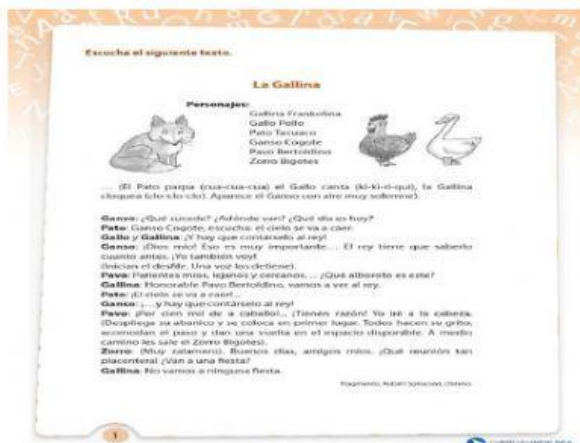 Escucha el siguiente texto.
La Gallina
Personajes:
Gallina Frankolina
Gallo Pollo
Pato Tacuaco
Ganso Cogote
Pavo Bertoldino
Zorro Bigotes
.... (El Pato parpa (cua-cua-cua) el Gallo canta (ki-ki-ri-qui), la Gallina
cloquea (clo-clo-clo). Aparece el Ganso con aire muy solemne).
Ganso: ¿Qué sucede? ¿Adónde van? ¿Qué día es hoy?
Pato: Ganso Cogote, escucha: el cielo se va a caer.
Gallo y Gallina: ¡Y hay que contárselo al rey!
Ganso: ¡Dios mío! Eso es muy importante... El rey tiene que saberlo
cuanto antes. ¡Yo también voy!
(Inician el desfile. Una voz los detiene).
Pavo: Parientes míos, lejanos y cercanos... ¿Qué alboroto es este?
Gallina: Honorable Pavo Bertoldino, vamos a ver al rey.
Pato: ¡El cielo se va a caer!...
Ganso: ¡... y hay que contárselo al rey!
Pavo: ¡Por cien mil de a caballo!... ¡Tienen razón! Yo iré a la cabeza.
(Despliega su abanico y se coloca en primer lugar. Todos hacen su grito,
acomodan el paso y dan una vuelta en el espacio disponible. A medio
camino les sale el Zorro Bigotes).
Zorro: (Muy zalamero). Buenos días, amigos míos. ¡Qué reunión tan
placentera! ¿Van a una fiesta?
Gallina: No vamos a ninguna fiesta.
Fragmento, Rubén chileno.
1